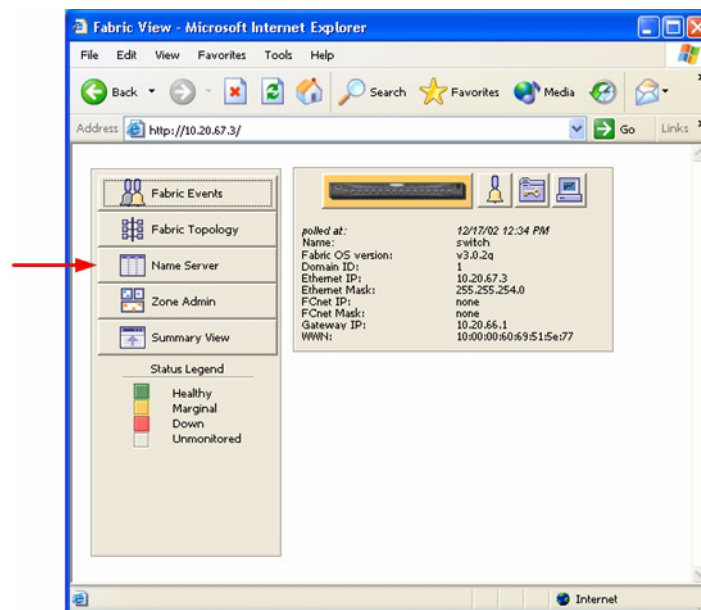 Fabric View - Microsoft Internet Explorer
File Edit View Favorites Tools Help
Back Search Favorites Media
Address http://10.20.67.3/ Go Links
Fabric Events
Fabric Topology
Name Server
Zone Admin
Summary View
Status Legend
Healthy
Marginal
Down
Unmonitored
polled at: 12/17/02 12:34 PM
Name: switch
Fabric OS version: v3.0.2q
Domain ID: 1
Ethernet IP: 10.20.67.3
Ethernet Mask: 255.255.254.0
FCnet IP: none
FCnet Mask: none
Gateway IP: 10.20.66.1
WWN: 10:00:00:60:69:51:5e:77
Internet